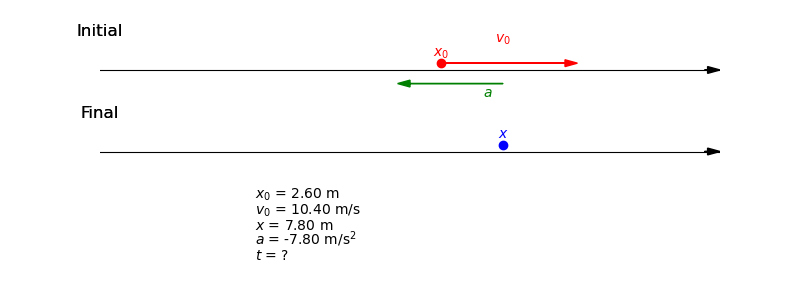 Initial
v₀
x₀
a
Final
x
x₀ = 2.60 m
v₀ = 10.40 m/s
x = 7.80 m
a = -7.80 m/s²
t = ?